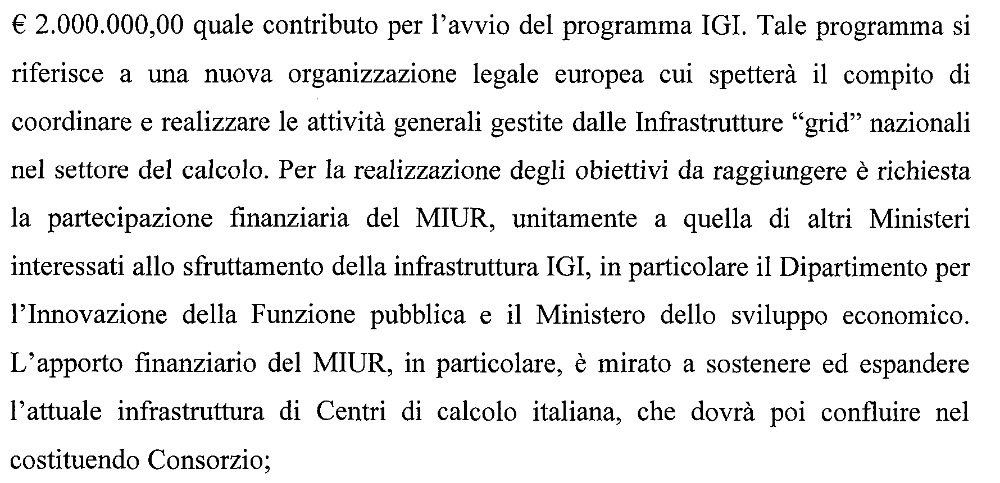 € 2.000.000,00 quale contributo per l’avvio del programma IGI. Tale programma si
riferisce a una nuova organizzazione legale europea cui spetterà il compito di
coordinare e realizzare le attività generali gestite dalle Infrastrutture “grid” nazionali
nel settore del calcolo. Per la realizzazione degli obiettivi da raggiungere è richiesta
la partecipazione finanziaria del MIUR, unitamente a quella di altri Ministeri
interessati allo sfruttamento della infrastruttura IGI, in particolare il Dipartimento per
l’Innovazione della Funzione pubblica e il Ministero dello sviluppo economico.
L’apporto finanziario del MIUR, in particolare, è mirato a sostenere ed espandere
l’attuale infrastruttura di Centri di calcolo italiana, che dovrà poi confluire nel
costituendo Consorzio;